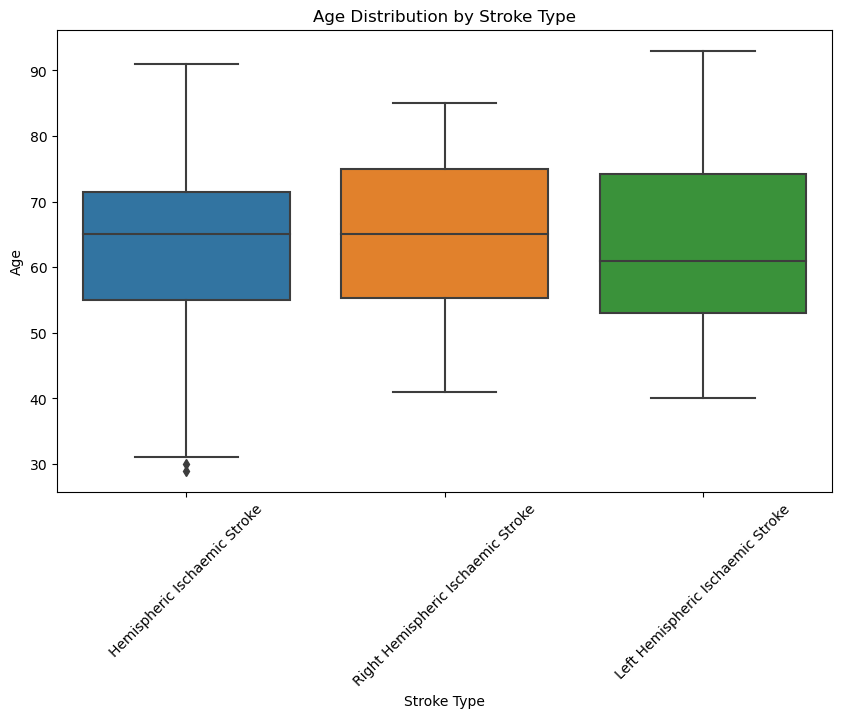 Age Distribution by Stroke Type
Age
90
80
70
60
50
40
30
Hemispheric Ischaemic Stroke
Right Hemispheric Ischaemic Stroke
Left Hemispheric Ischaemic Stroke
Stroke Type